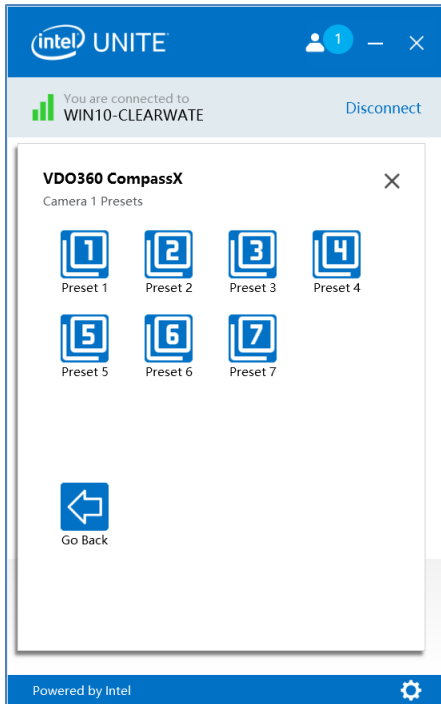 intel UNITE
1
You are connected to
WIN10-CLEARWATE
Disconnect
VDO360 CompassX
Camera 1 Presets
1 2 3 4
Preset 1 Preset 2 Preset 3 Preset 4
5 6 7
Preset 5 Preset 6 Preset 7
Go Back
Powered by Intel